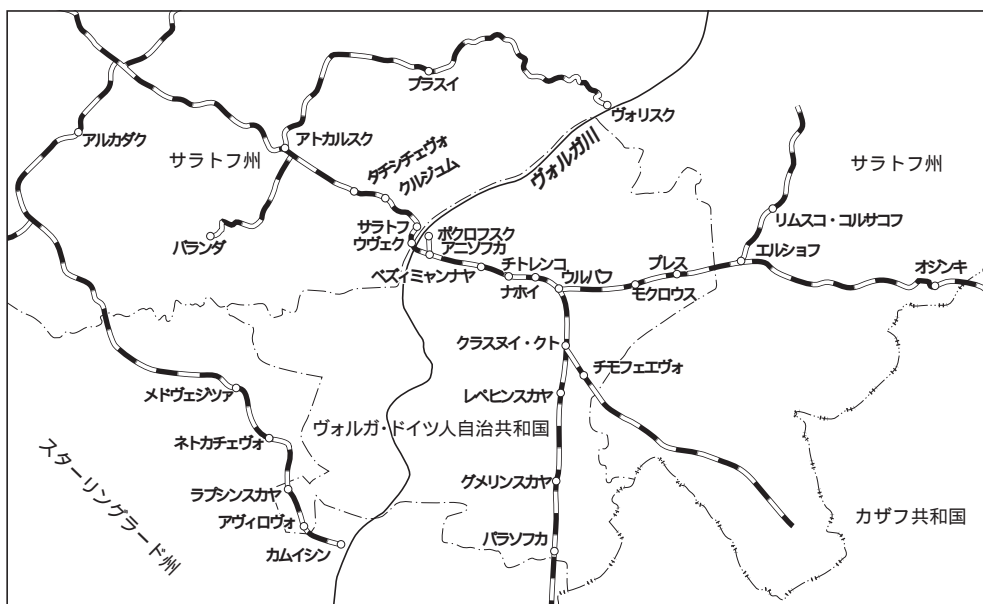 プラスイ
ヴォリスク
アルカダク
アトカルスク
サラトフ州
サラトフ州
タチシチェヴォ
クルジュム
ヴォルガ川
リムスコ・コルサコフ
バランダ
サラトフ
ウヴェク
ポクロフスク
アニソフカ
エルショフ
プレス
チトレンコ
ウルバフ
オジンキ
ベズィミャンナヤ
ナホイ
モクロウス
クラスヌイ・クト
チモフェエヴォ
メドヴェジツァ
レペヒンスカヤ
ヴォルガ・ドイツ人自治共和国
ネトカチェヴォ
スターリングラード州
グメリンスカヤ
ラプシンスカヤ
アヴィロヴォ
カザフ共和国
パラソフカ
カムイシン